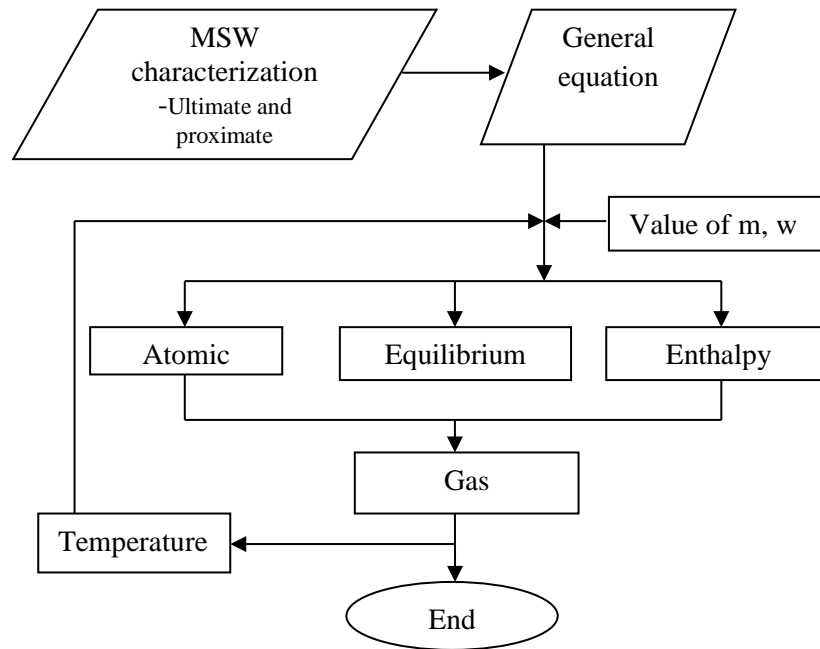 MSW
characterization
-Ultimate and
proximate
General
equation
Value of m, w
Atomic
Equilibrium
Enthalpy
Gas
Temperature
End